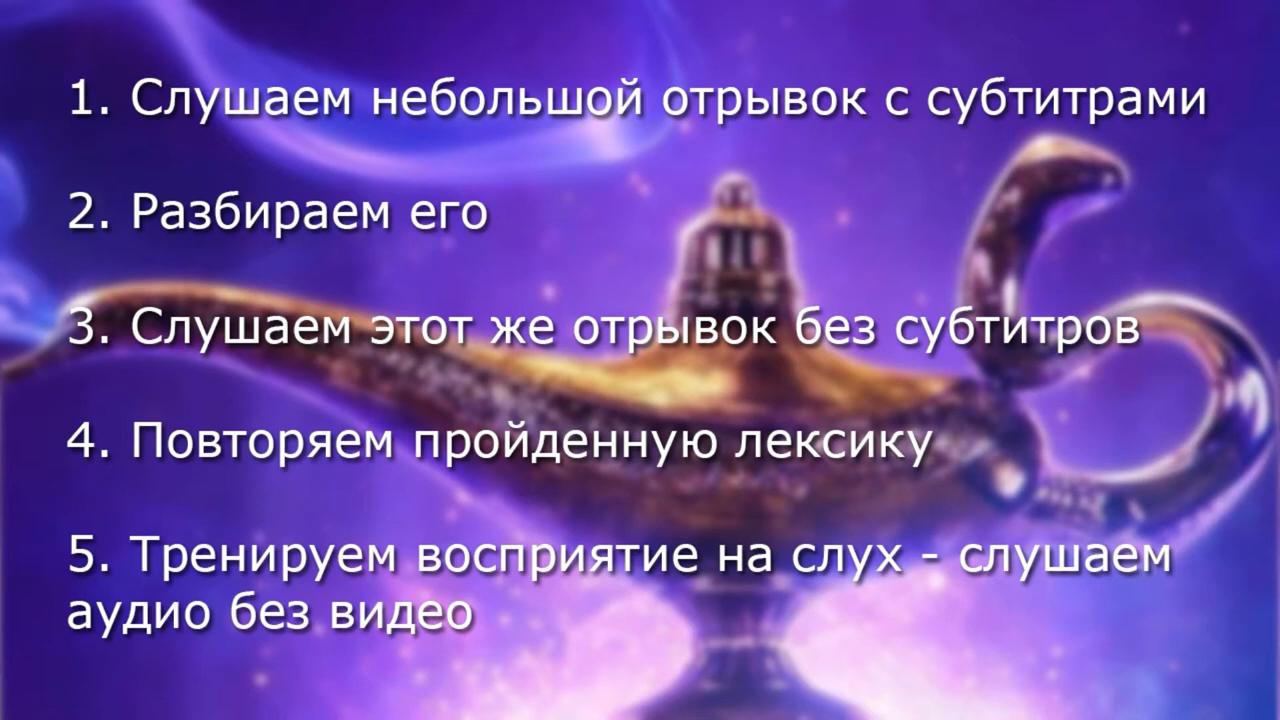 1. Слушаем небольшой отрывок с субтитрами
2. Разбираем его
3. Слушаем этот же отрывок без субтитров
4. Повторяем пройденную лексику
5. Тренируем восприятие на слух - слушаем
аудио без видео